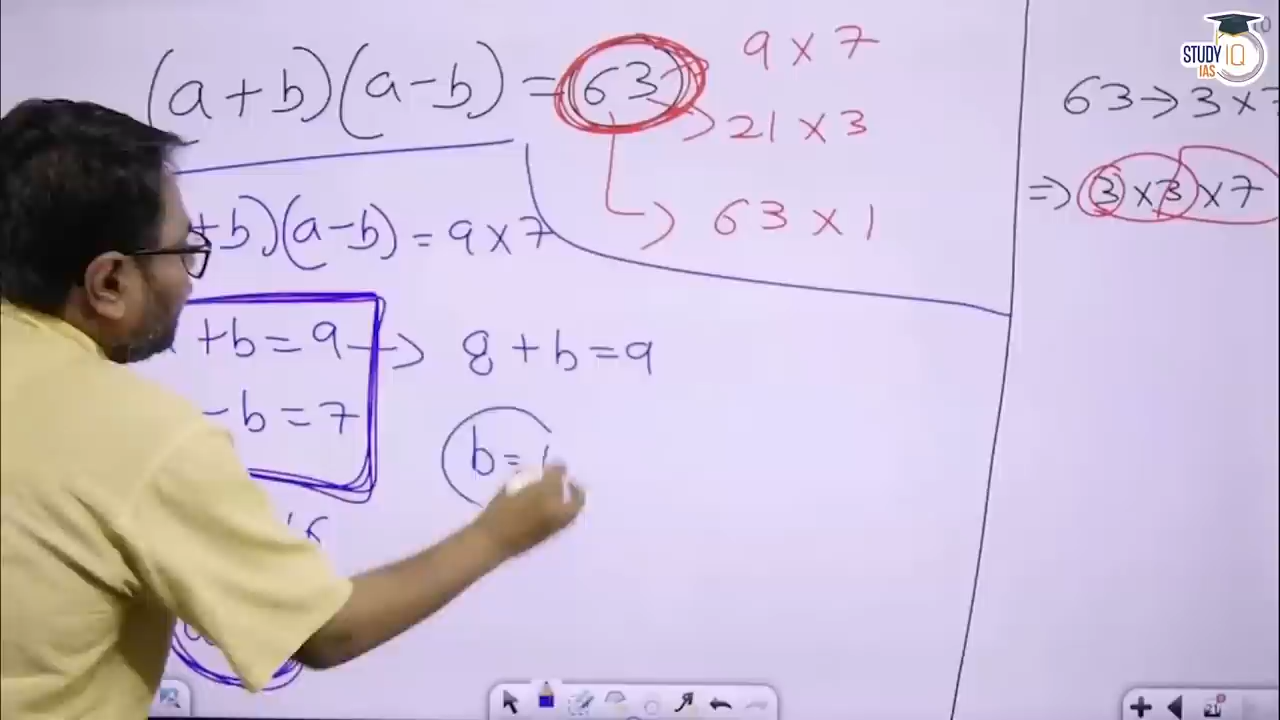 (a+b)(a-b) = 63
9 x 7
21 x 3
63 x 1
+b)(a-b) = 9 x 7
+b = 9 → 8 + b = 9
-b = 7
b =
63 → 3 x
=> 3 x 3 x 7
STUDY IQ
IAS